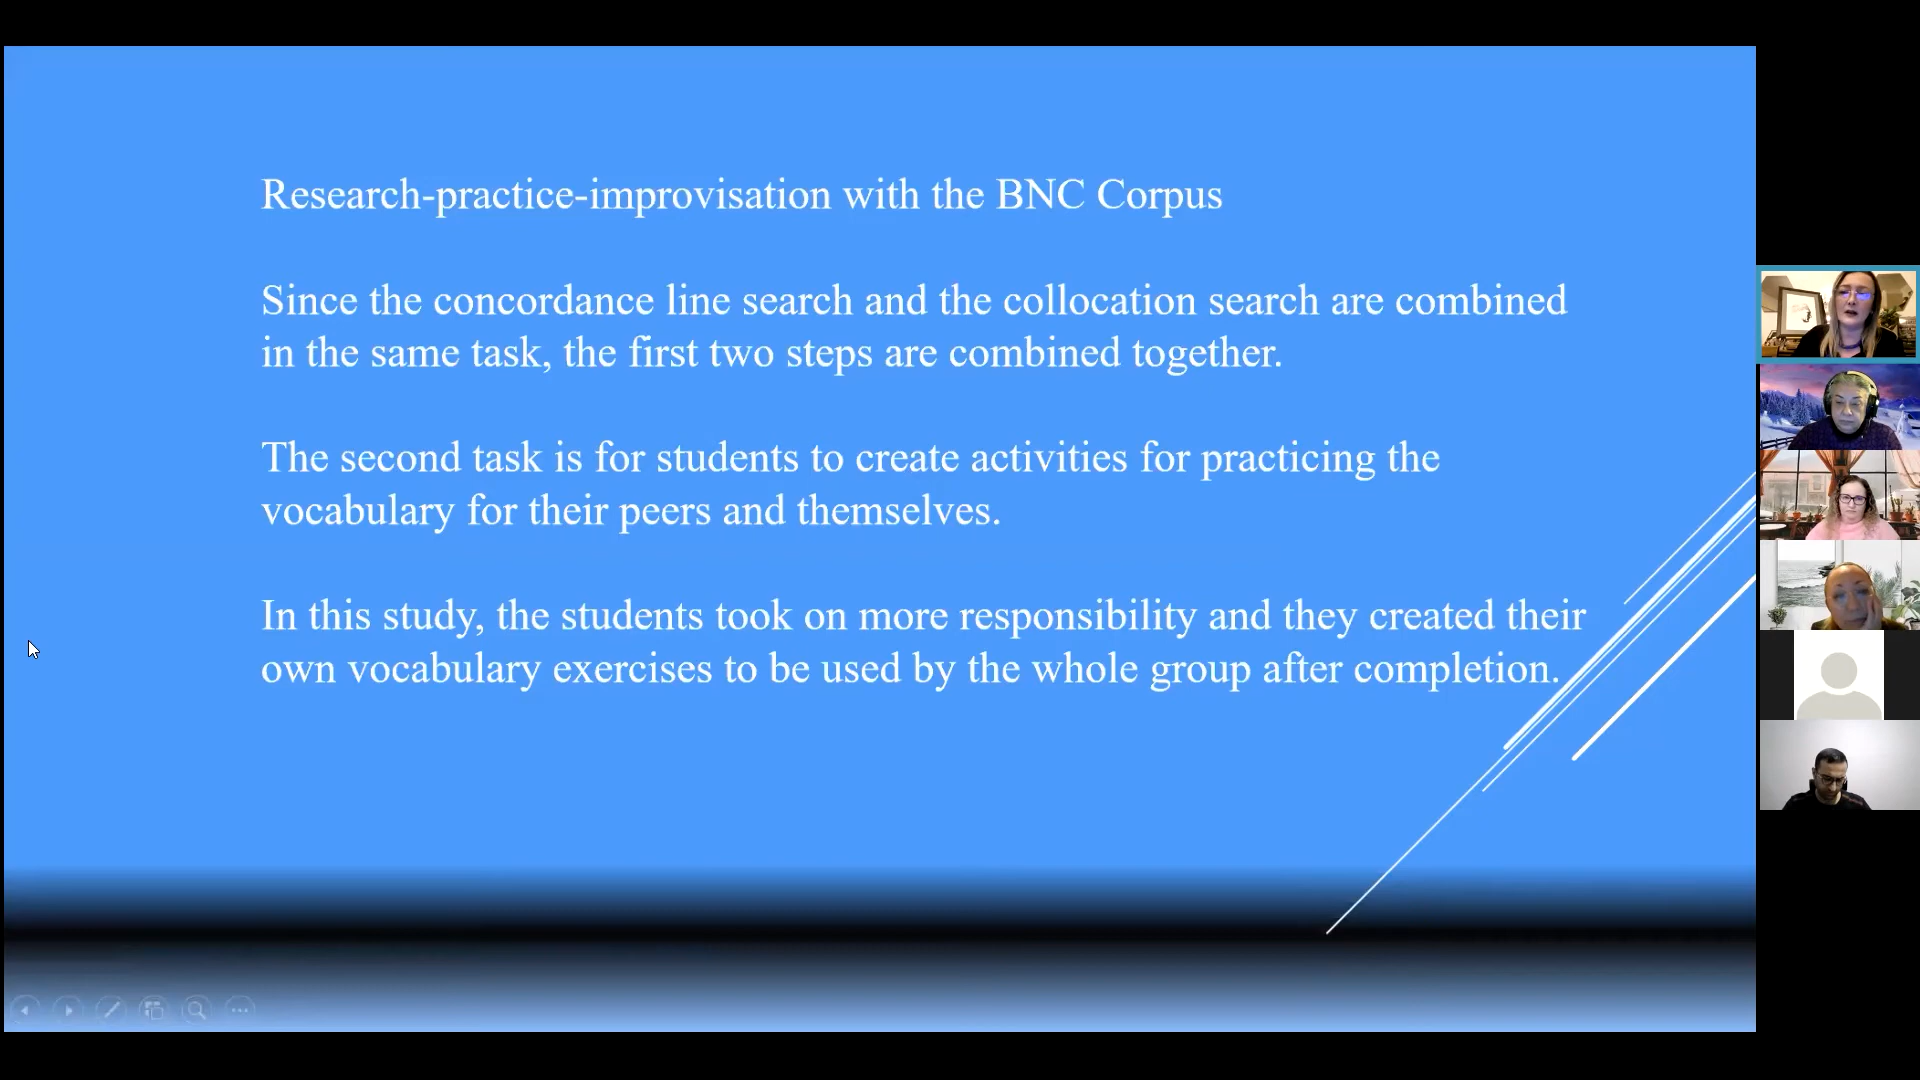 Research-practice-improvisation with the BNC Corpus
Since the concordance line search and the collocation search are combined
in the same task, the first two steps are combined together.
The second task is for students to create activities for practicing the
vocabulary for their peers and themselves.
In this study, the students took on more responsibility and they created their
own vocabulary exercises to be used by the whole group after completion.